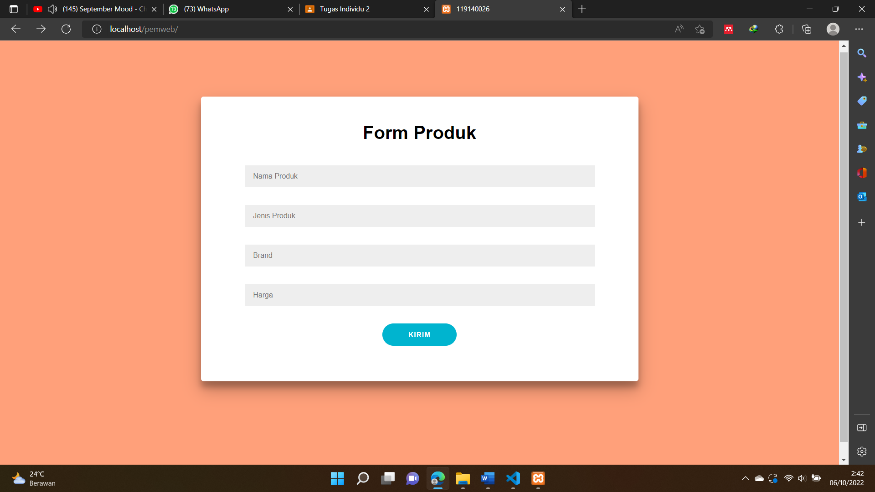 (145) September Mood - Ch
(73) WhatsApp
Tugas Individu 2
119140026
localhost/pemweb/
Form Produk
Nama Produk
Jenis Produk
Brand
Harga
KIRIM
24°C
Berawan
2:42
06/10/2022